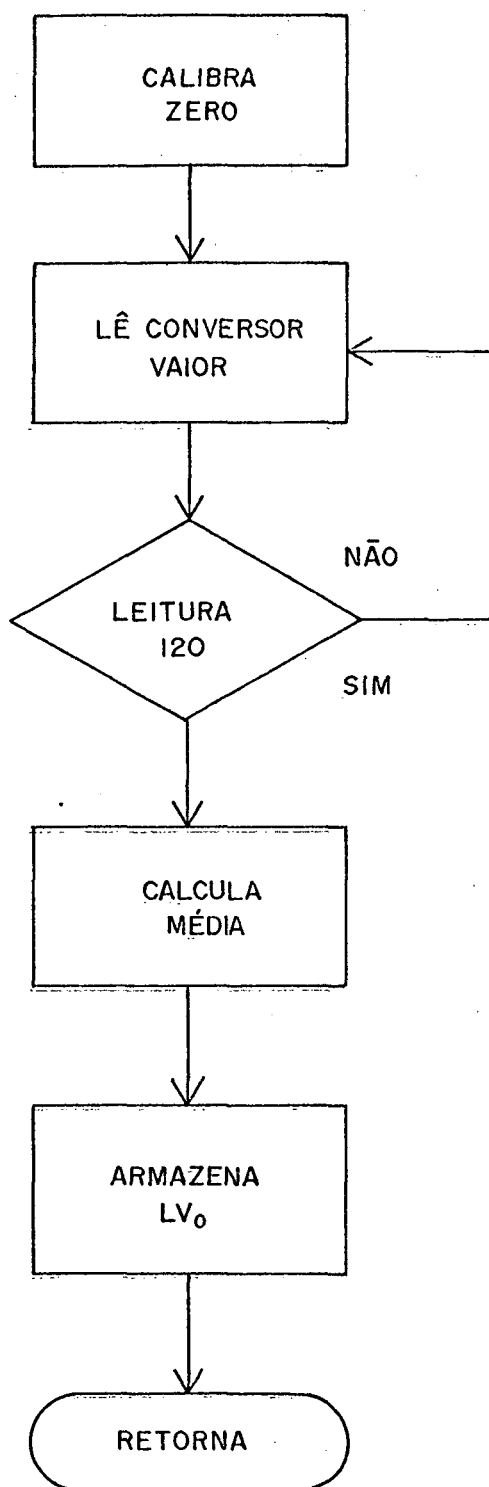 CALIBRA
ZERO
LÊ CONVERSOR
VAIOR
NÃO
LEITURA
120
SIM
CALCULA
MÉDIA
ARMAZENA
LV₀
RETORNA